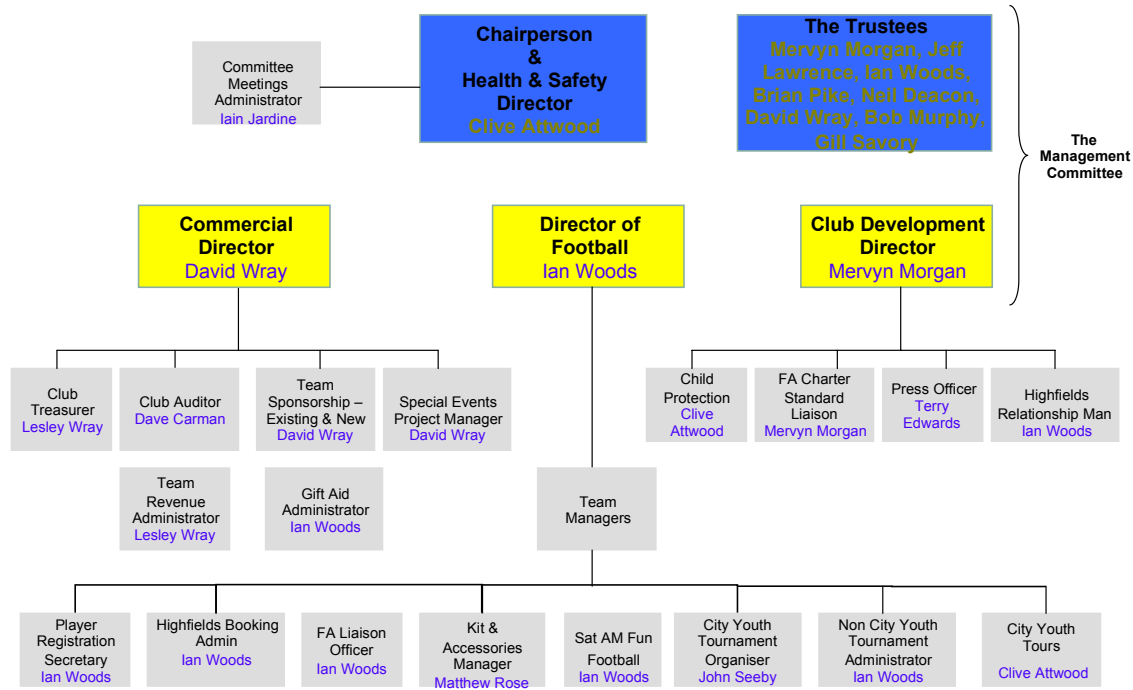 Committee
Meetings
Administrator
Iain Jardine
Chairperson
&
Health & Safety
Director
Clive Attwood
The Trustees
Mervyn Morgan, Jeff
Lawrence, Ian Woods,
Brian Pike, Neil Deacon,
David Wray, Bob Murphy,
Gill Savory
The
Management
Committee
Commercial
Director
David Wray
Director of
Football
Ian Woods
Club Development
Director
Mervyn Morgan
Club
Treasurer
Lesley Wray
Club Auditor
Dave Carman
Team
Sponsorship –
Existing & New
David Wray
Special Events
Project Manager
David Wray
Child
Protection
Clive
Attwood
FA Charter
Standard
Liaison
Mervyn Morgan
Press Officer
Terry
Edwards
Highfields
Relationship Man
Ian Woods
Team
Revenue
Administrator
Lesley Wray
Gift Aid
Administrator
Ian Woods
Team
Managers
Player
Registration
Secretary
Ian Woods
Highfields Booking
Admin
Ian Woods
FA Liaison
Officer
Ian Woods
Kit &
Accessories
Manager
Matthew Rose
Sat AM Fun
Football
Ian Woods
City Youth
Tournament
Organiser
John Seeby
Non City Youth
Tournament
Administrator
Ian Woods
City Youth
Tours
Clive Attwood